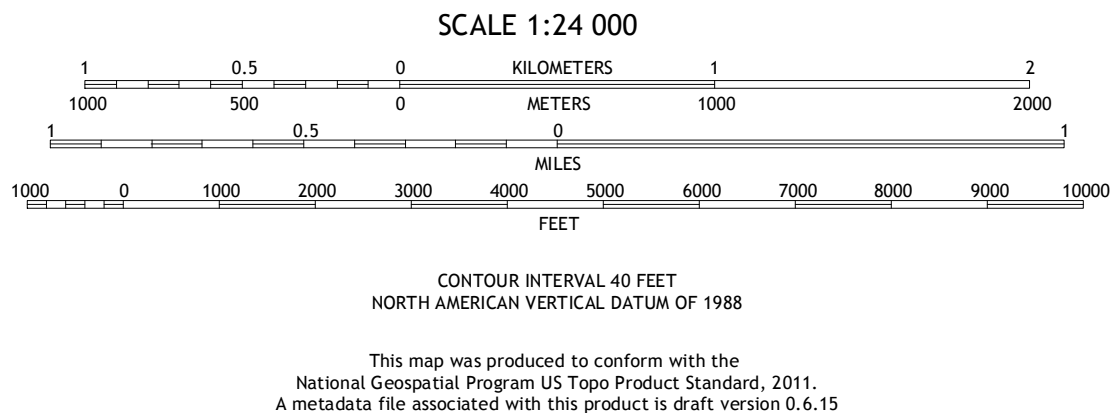 SCALE 1:24 000
1 0.5 0 KILOMETERS 1 2
1000 500 0 METERS 1000 2000
1 0.5 0 1
MILES
1000 0 1000 2000 3000 4000 5000 6000 7000 8000 9000 10000
FEET
CONTOUR INTERVAL 40 FEET
NORTH AMERICAN VERTICAL DATUM OF 1988
This map was produced to conform with the
National Geospatial Program US Topo Product Standard, 2011.
A metadata file associated with this product is draft version 0.6.15